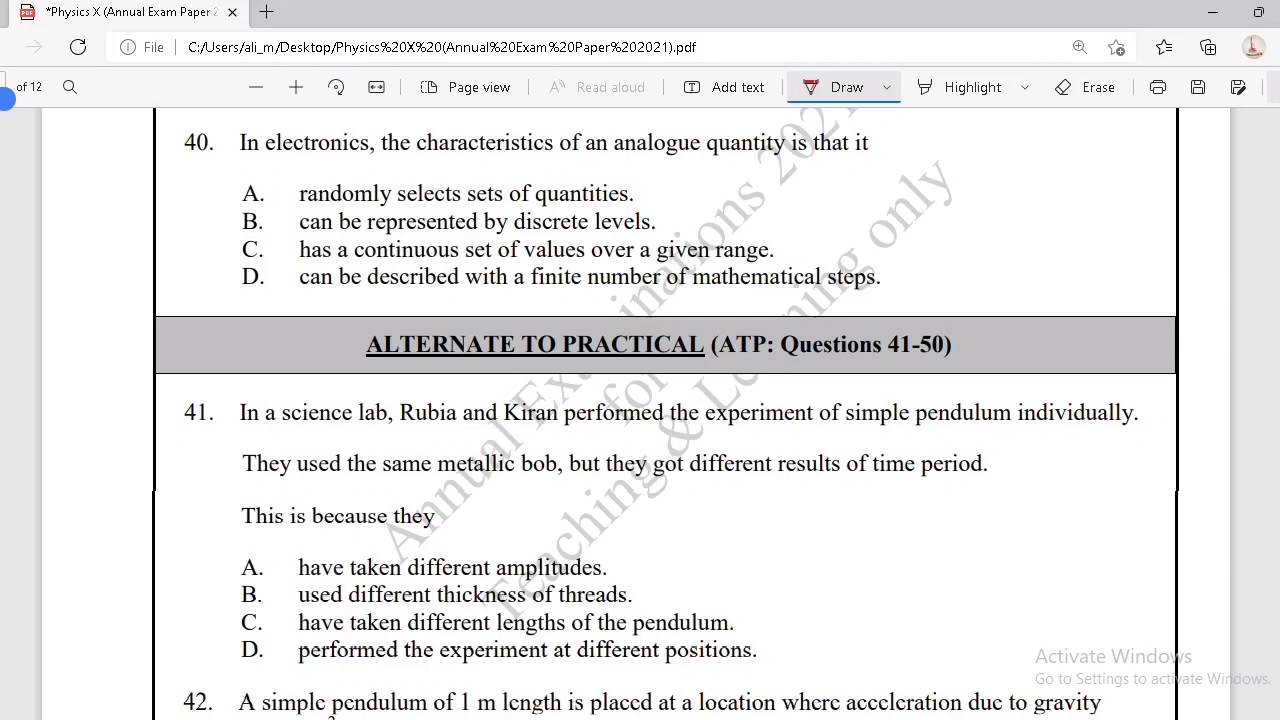 *Physics X (Annual Exam Paper 2
File C:/Users/ali_m/Desktop/Physics%20X%20(Annual%20Exam%20Paper%202021).pdf
of 12 Page view Read aloud Add text Draw Highlight Erase
40. In electronics, the characteristics of an analogue quantity is that it
A. randomly selects sets of quantities.
B. can be represented by discrete levels.
C. has a continuous set of values over a given range.
D. can be described with a finite number of mathematical steps.
ALTERNATE TO PRACTICAL (ATP: Questions 41-50)
41. In a science lab, Rubia and Kiran performed the experiment of simple pendulum individually.
They used the same metallic bob, but they got different results of time period.
This is because they
A. have taken different amplitudes.
B. used different thickness of threads.
C. have taken different lengths of the pendulum.
D. performed the experiment at different positions.
42. A simple pendulum of 1 m length is placed at a location where acceleration due to gravity
Annual Examinations 2021
for
Teaching & Learning only
Activate Windows
Go to Settings to activate Windows.